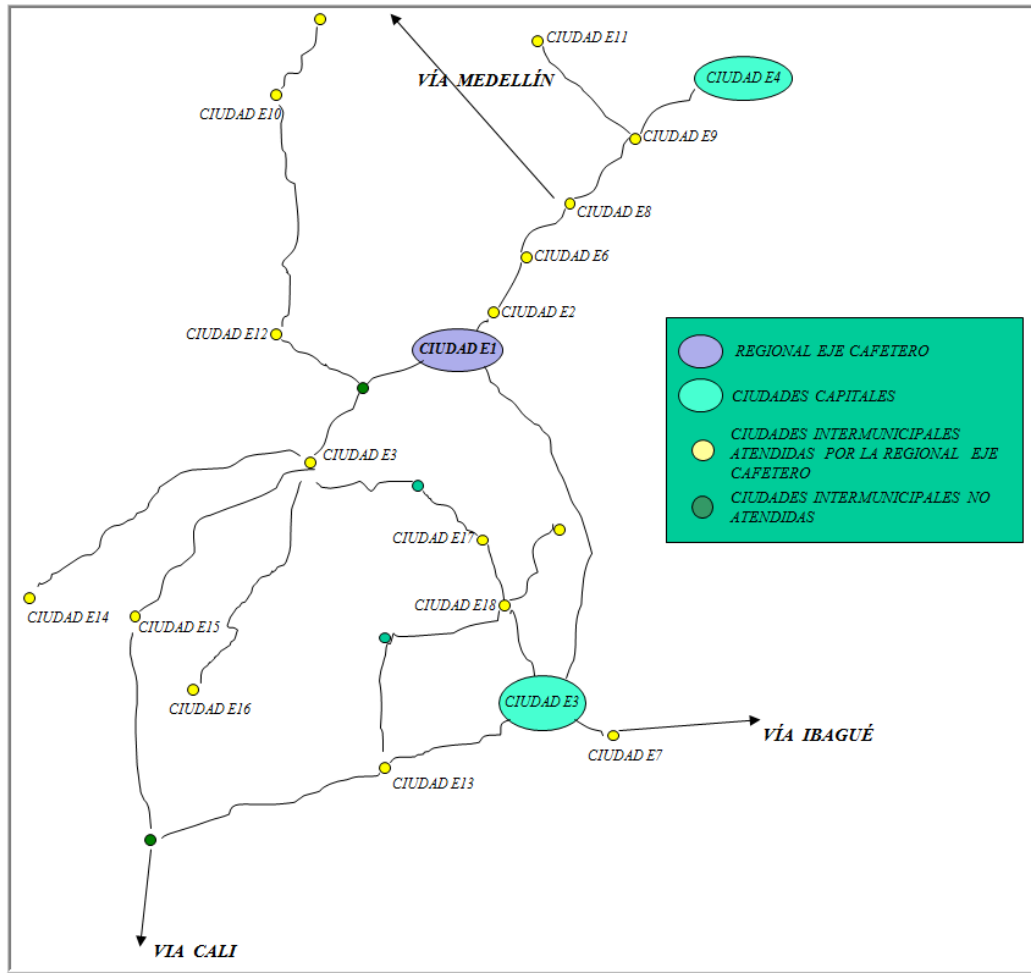 CIUDAD E11
VÍA MEDELLÍN
CIUDAD E4
CIUDAD E10
CIUDAD E9
CIUDAD E8
CIUDAD E6
CIUDAD E2
CIUDAD E12
CIUDAD E1
CIUDAD E3
CIUDAD E17
CIUDAD E18
CIUDAD E14
CIUDAD E15
CIUDAD E16
CIUDAD E3
VÍA IBAGUÉ
CIUDAD E7
CIUDAD E13
VIA CALI
REGIONAL EJE CAFETERO
CIUDADES CAPITALES
CIUDADES INTERMUNICIPALES
ATENDIDAS POR LA REGIONAL EJE
CAFETERO
CIUDADES INTERMUNICIPALES NO
ATENDIDAS